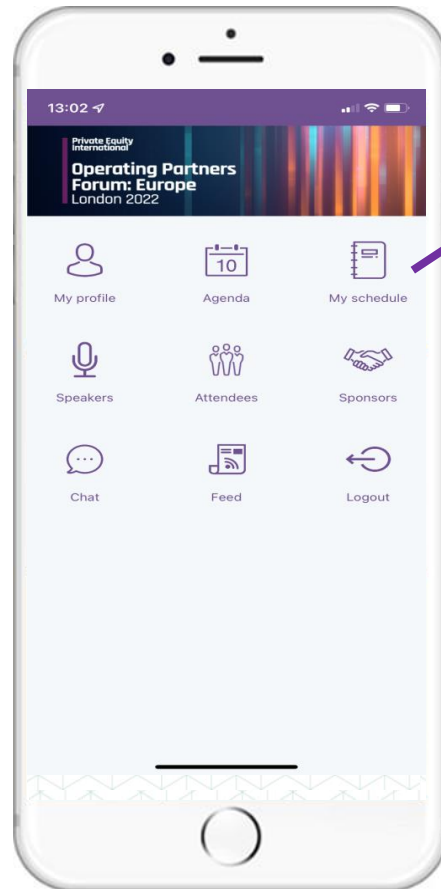 13:02
Private Equity
International
Operating Partners
Forum: Europe
London 2022
10
My profile
Agenda
My schedule
Speakers
Attendees
Sponsors
Chat
Feed
Logout